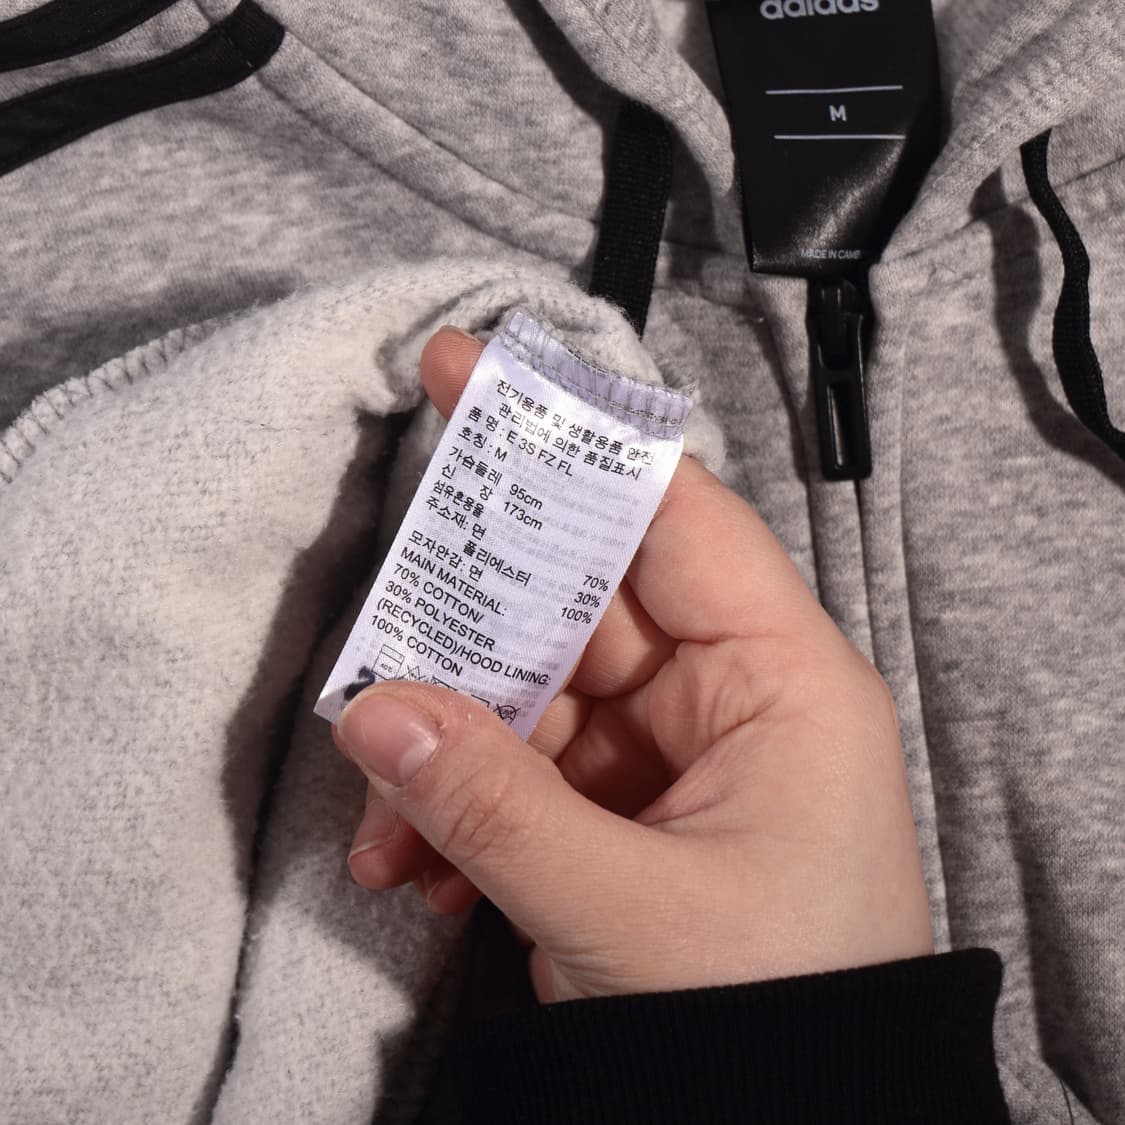 adidas
M
MADE IN CAMB
전기용품 및 생활용품 안전
관리법에 의한 품질표시
품 명 : E 3S FZ FL
호칭 : M
가슴둘레 95cm
신 장 173cm
섬유혼용율
주소재: 면 70%
폴리에스터 30%
모자안감: 면 100%
MAIN MATERIAL:
70% COTTON/
30% POLYESTER
(RECYCLED)/HOOD LINING:
100% COTTON